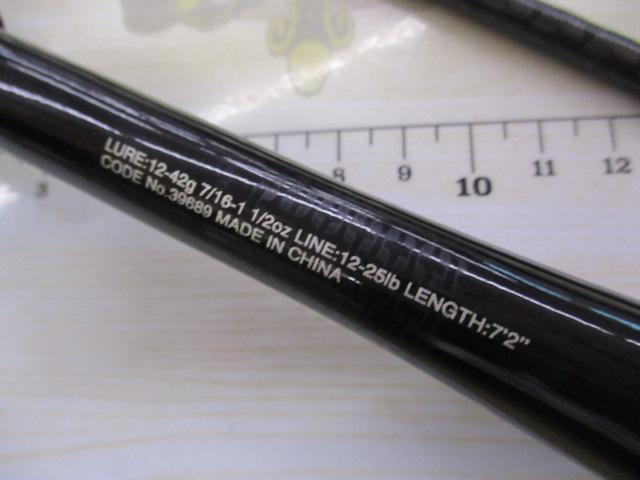 LURE:12-42g 7/16-1 1/2oz LINE:12-25lb LENGTH:7'2"
CODE No.39889 MADE IN CHINA
8 9 10 11 12